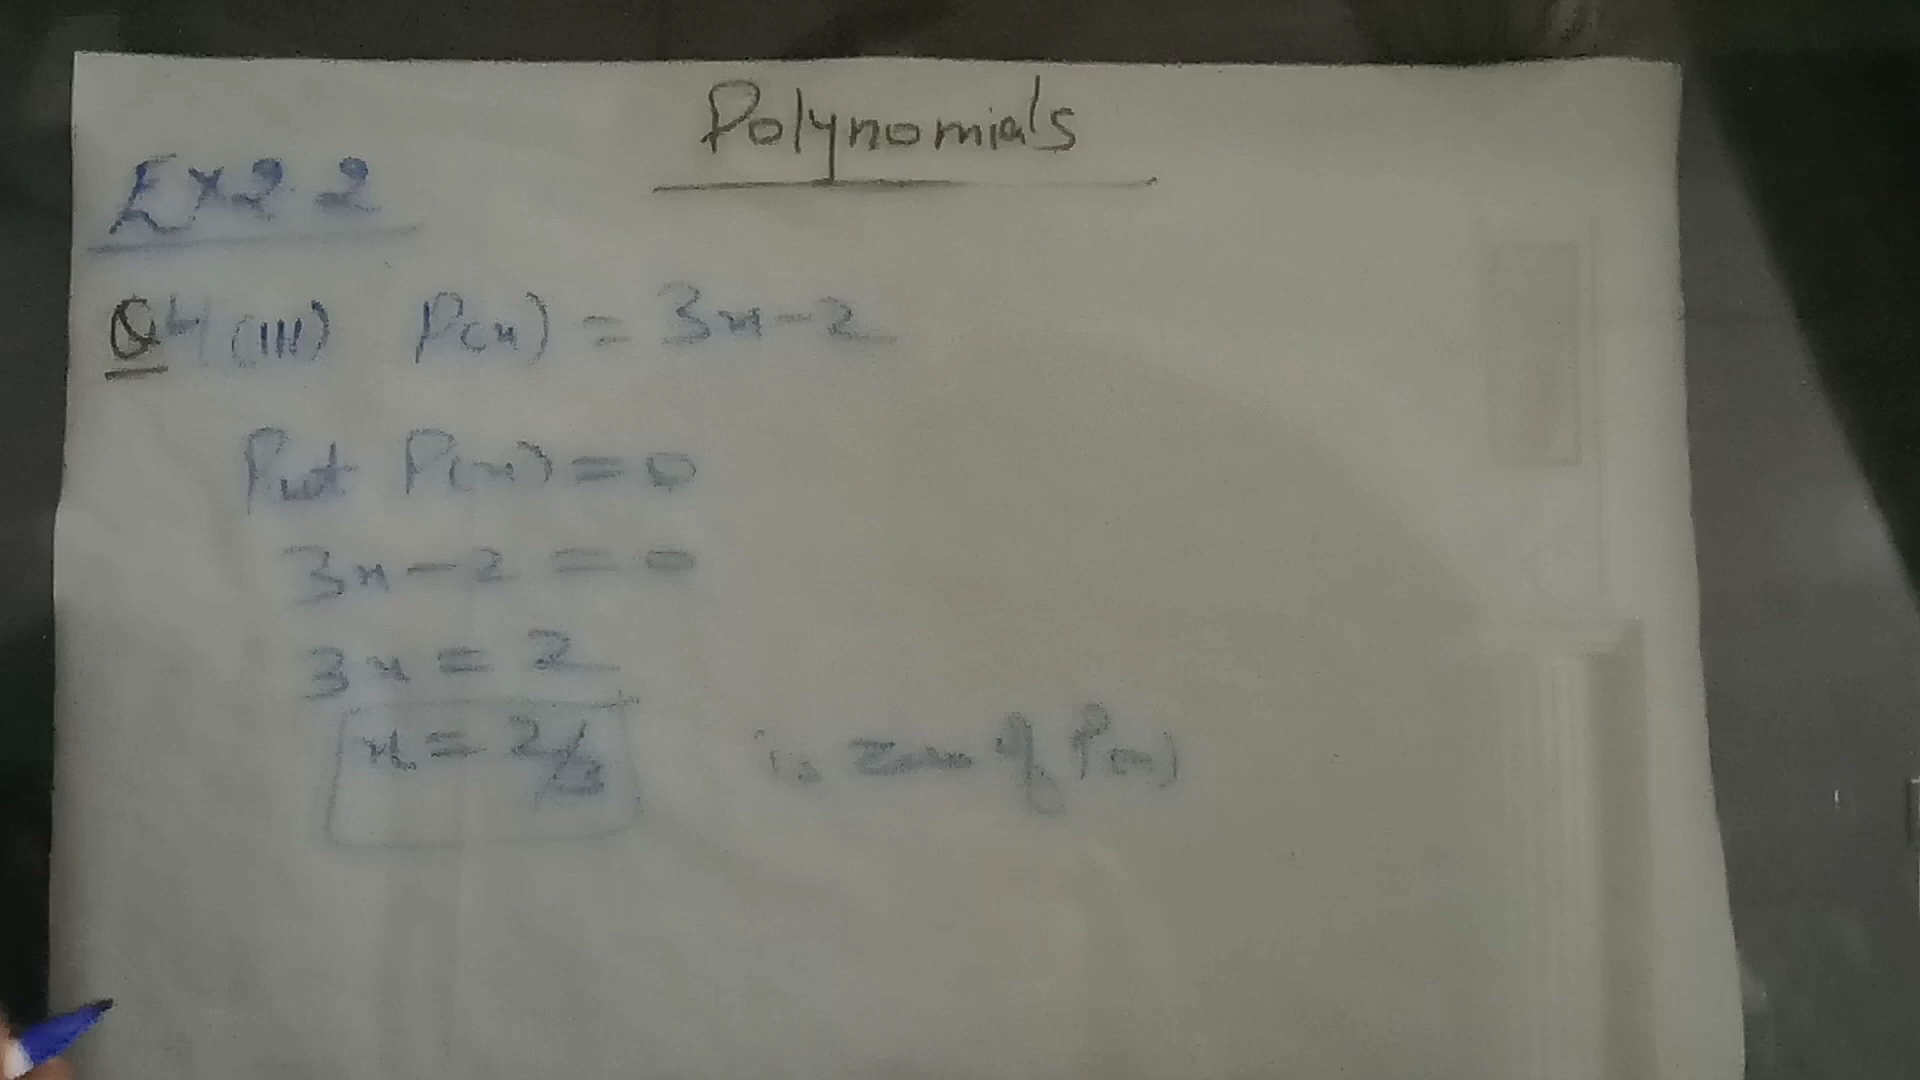 Polynomials
Ex 2.2
Q4 (III) P(x) = 3x-2
Put P(x) = 0
3x-2 = 0
3x = 2
x = 2/3 is zero of P(x)